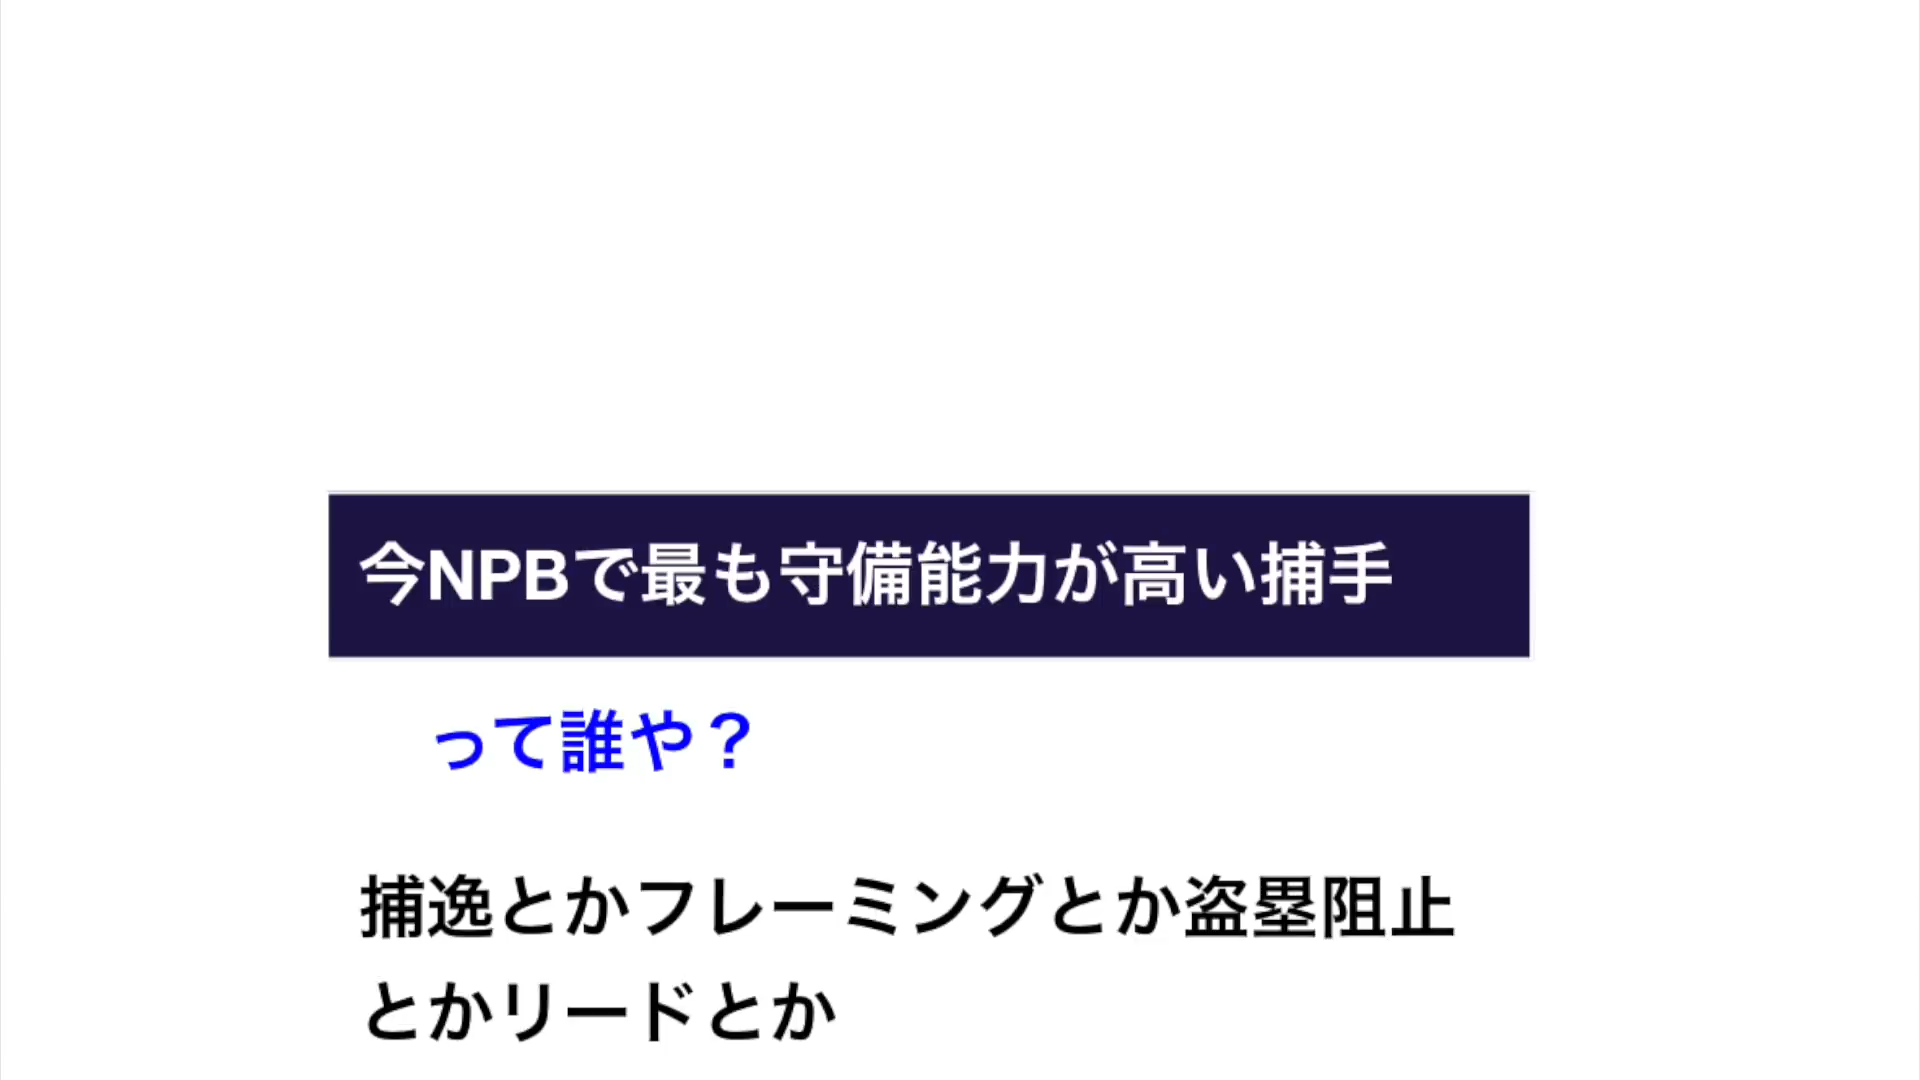 今NPBで最も守備能力が高い捕手
って誰や？
捕逸とかフレーミングとか盗塁阻止
とかリードとか